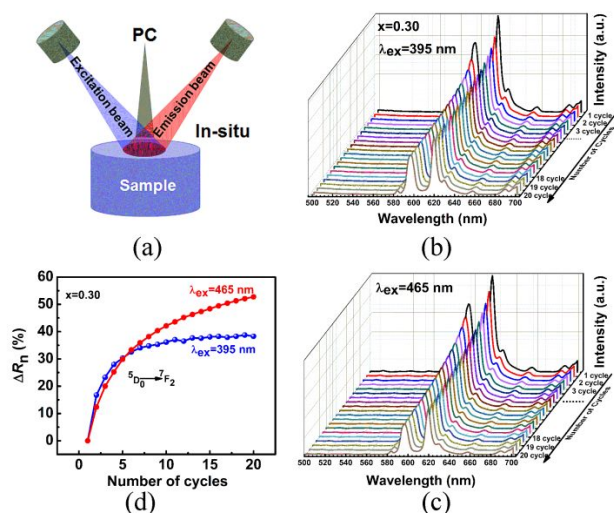 PC
Excitation beam
Emission beam
In-situ
Sample
(a)
x=0.30
λex=395 nm
Intensity (a.u.)
1 cycle
2 cycle
3 cycle
........
18 cycle
19 cycle
20 cycle
Number of Cycles
500 520 540 560 580 600 620 640 660 680 700
Wavelength (nm)
(b)
ΔRn (%)
60
50
40
30
20
10
0
x=0.30
λex=465 nm
λex=395 nm
⁵D₀→⁷F₂
0 5 10 15 20
Number of cycles
(d)
λex=465 nm
Intensity (a.u.)
1 cycle
2 cycle
3 cycle
........
18 cycle
19 cycle
20 cycle
Number of Cycles
500 520 540 560 580 600 620 640 660 680 700
Wavelength (nm)
(c)